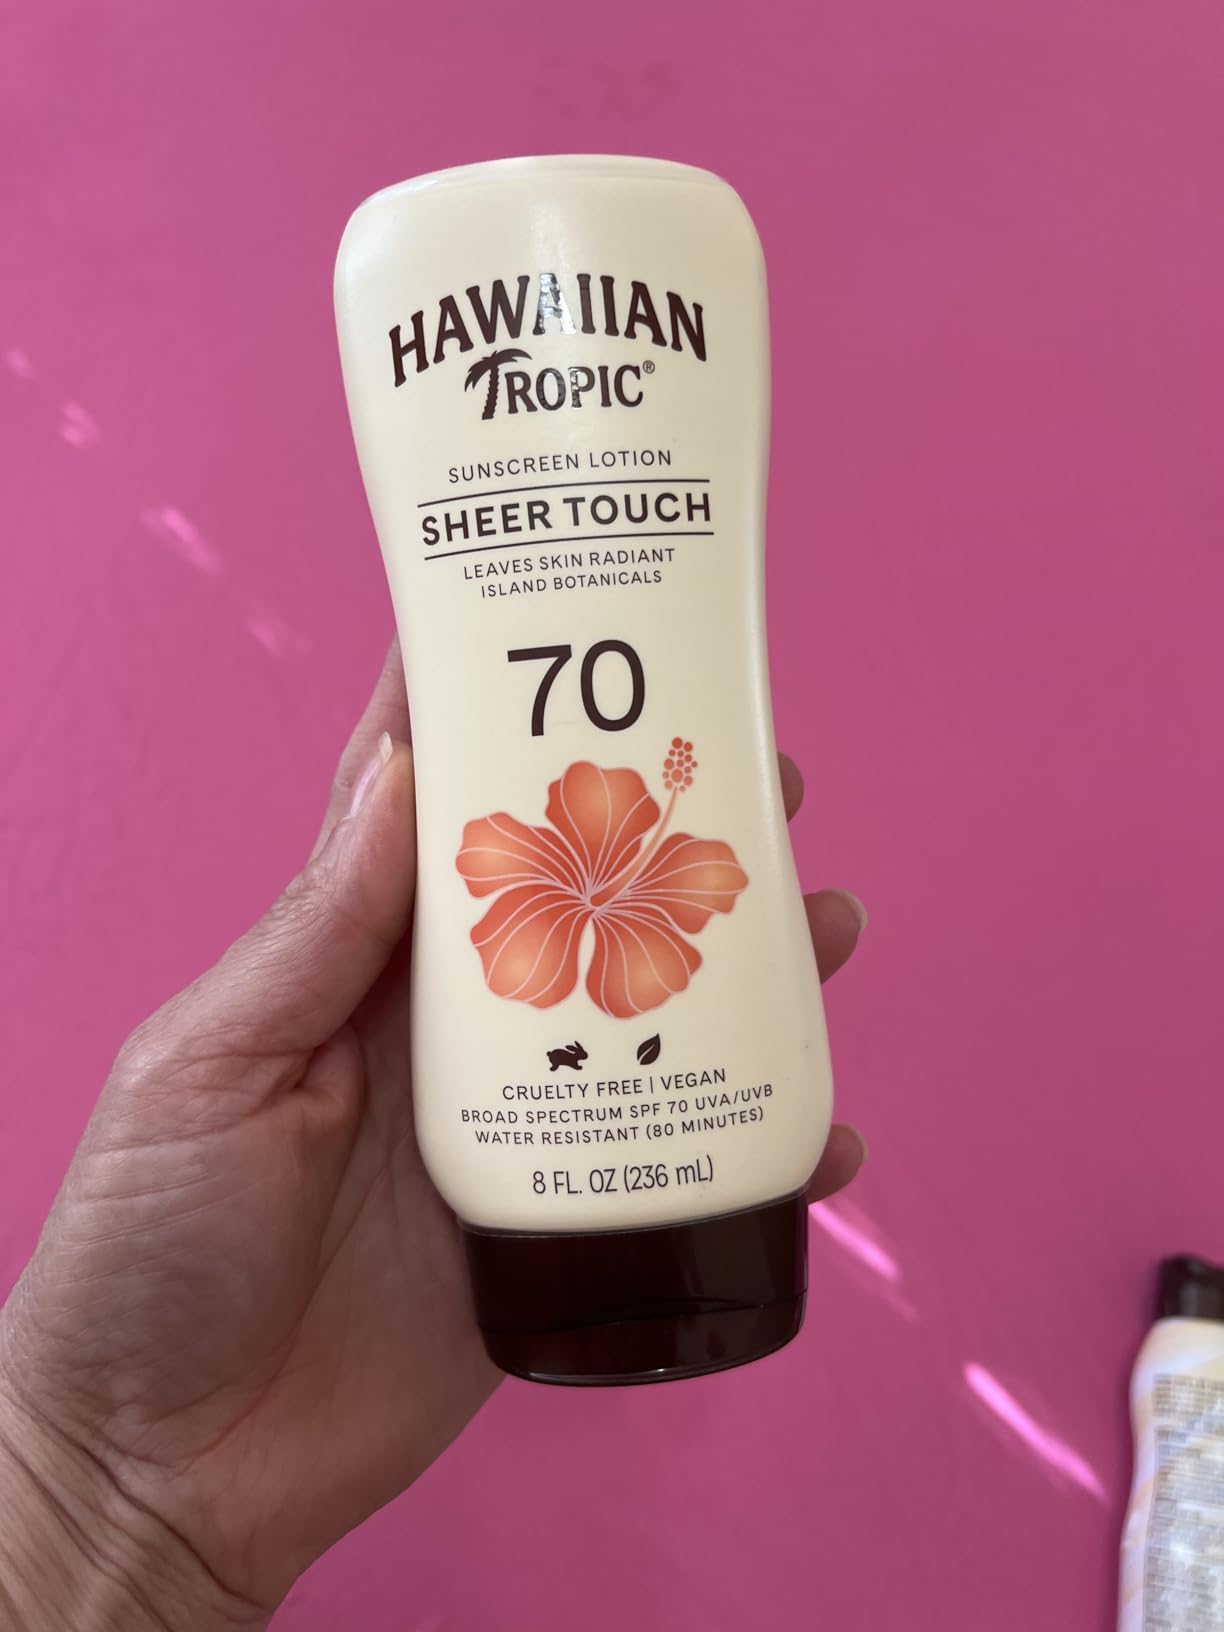 HAWAIIAN
TROPIC®
SUNSCREEN LOTION
SHEER TOUCH
LEAVES SKIN RADIANT
ISLAND BOTANICALS
70
CRUELTY FREE | VEGAN
BROAD SPECTRUM SPF 70 UVA/UVB
WATER RESISTANT (80 MINUTES)
8 FL. OZ (236 mL)